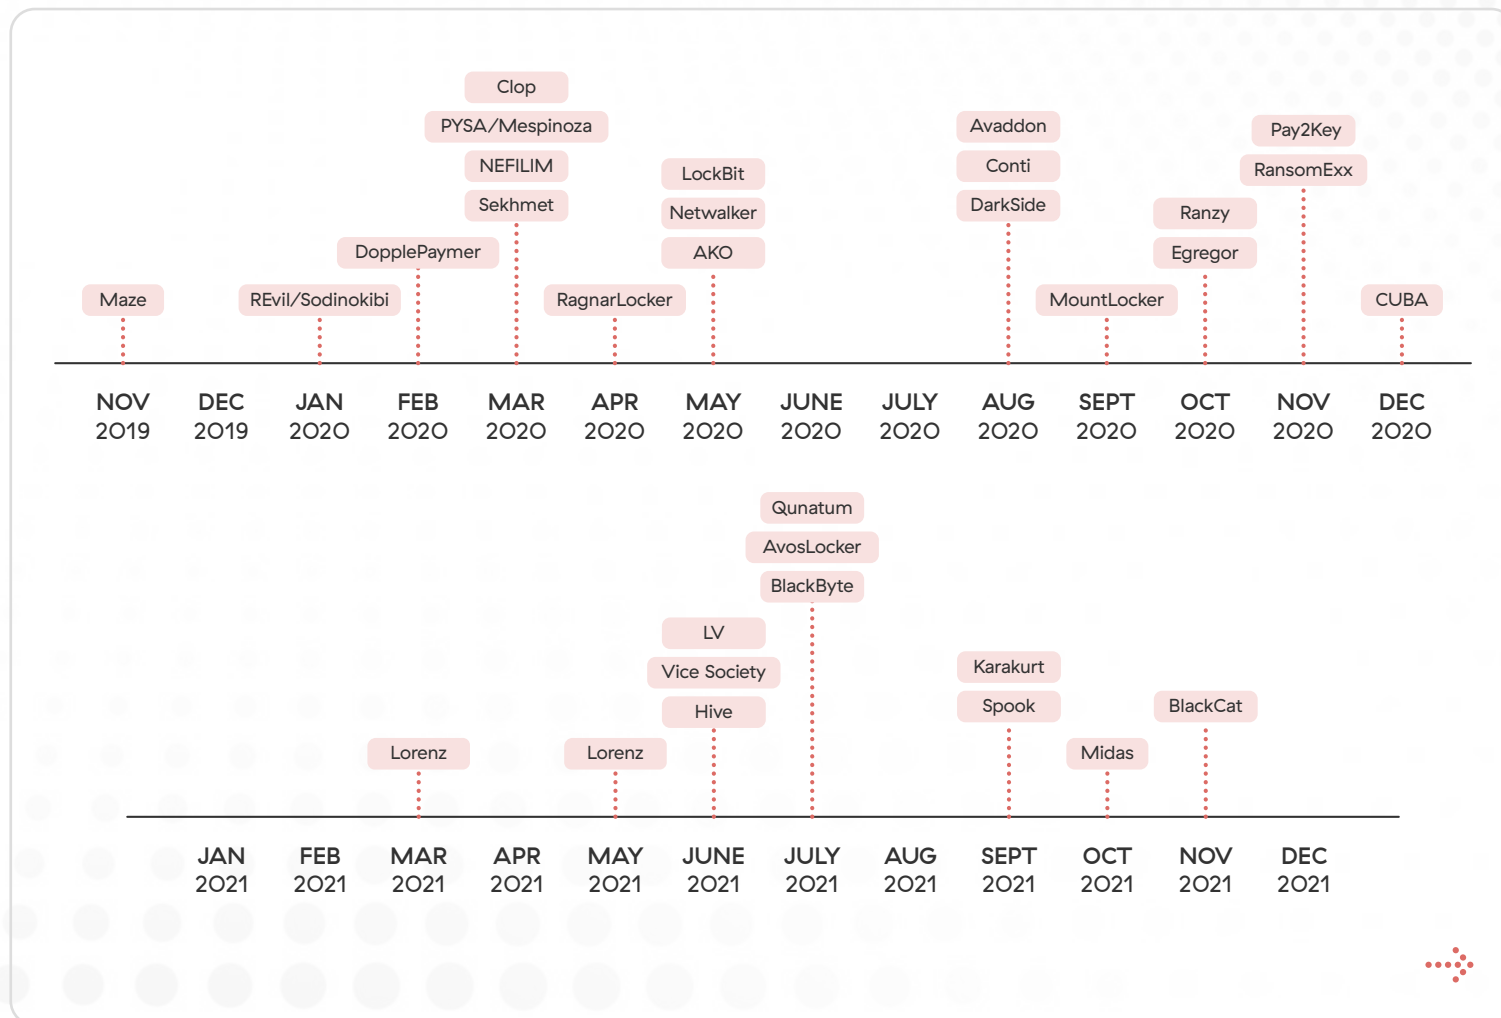 Clop
PYSA/Mespinoza
NEFILIM
Sekhmet
DopplePaymer
Maze
REvil/Sodinokibi
RagnarLocker
LockBit
Netwalker
AKO
Avaddon
Conti
DarkSide
MountLocker
Ranzy
Egregor
Pay2Key
RansomExx
CUBA
NOV 2019
DEC 2019
JAN 2020
FEB 2020
MAR 2020
APR 2020
MAY 2020
JUNE 2020
JULY 2020
AUG 2020
SEPT 2020
OCT 2020
NOV 2020
DEC 2020
Qunatum
AvosLocker
BlackByte
LV
Vice Society
Hive
Lorenz
Lorenz
Karakurt
Spook
Midas
BlackCat
JAN 2021
FEB 2021
MAR 2021
APR 2021
MAY 2021
JUNE 2021
JULY 2021
AUG 2021
SEPT 2021
OCT 2021
NOV 2021
DEC 2021